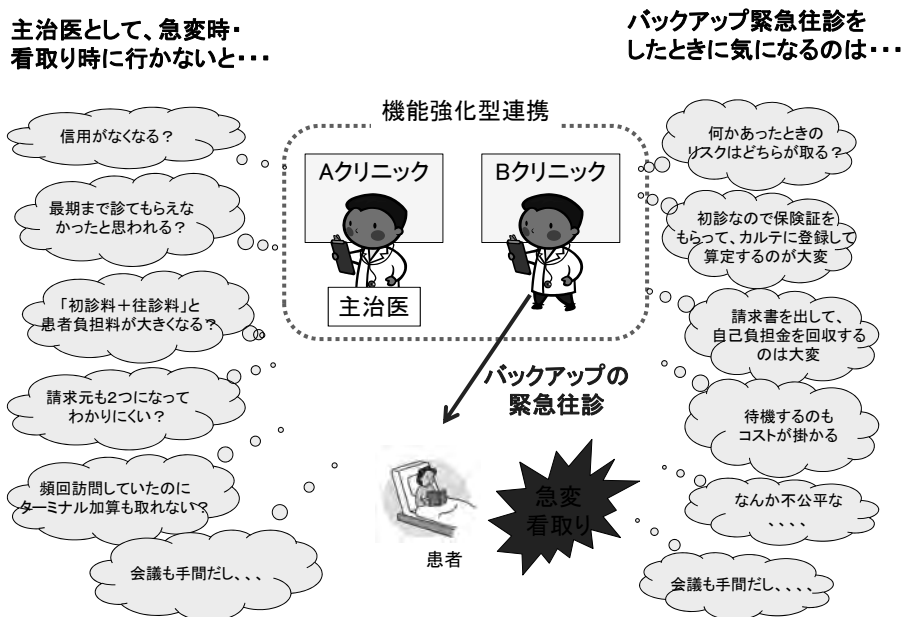 主治医として、急変時・
看取り時に行かないと・・・
バックアップ緊急往診を
したときに気になるのは・・・
機能強化型連携
Aクリニック
Bクリニック
主治医
バックアップの
緊急往診
急変
看取り
患者
信用がなくなる？
最期まで診てもらえな
かったと思われる？
「初診料＋往診料」と
患者負担料が大きくなる？
請求元も２つになって
わかりにくい？
頻回訪問していたのに
ターミナル加算も取れない？
会議も手間だし、、、
何かあったときの
リスクはどちらが取る？
初診なので保険証を
もらって、カルテに登録して
算定するのが大変
請求書を出して、
自己負担金を回収する
のは大変
待機するのも
コストが掛かる
なんか不公平な
、、、、
会議も手間だし、、、、